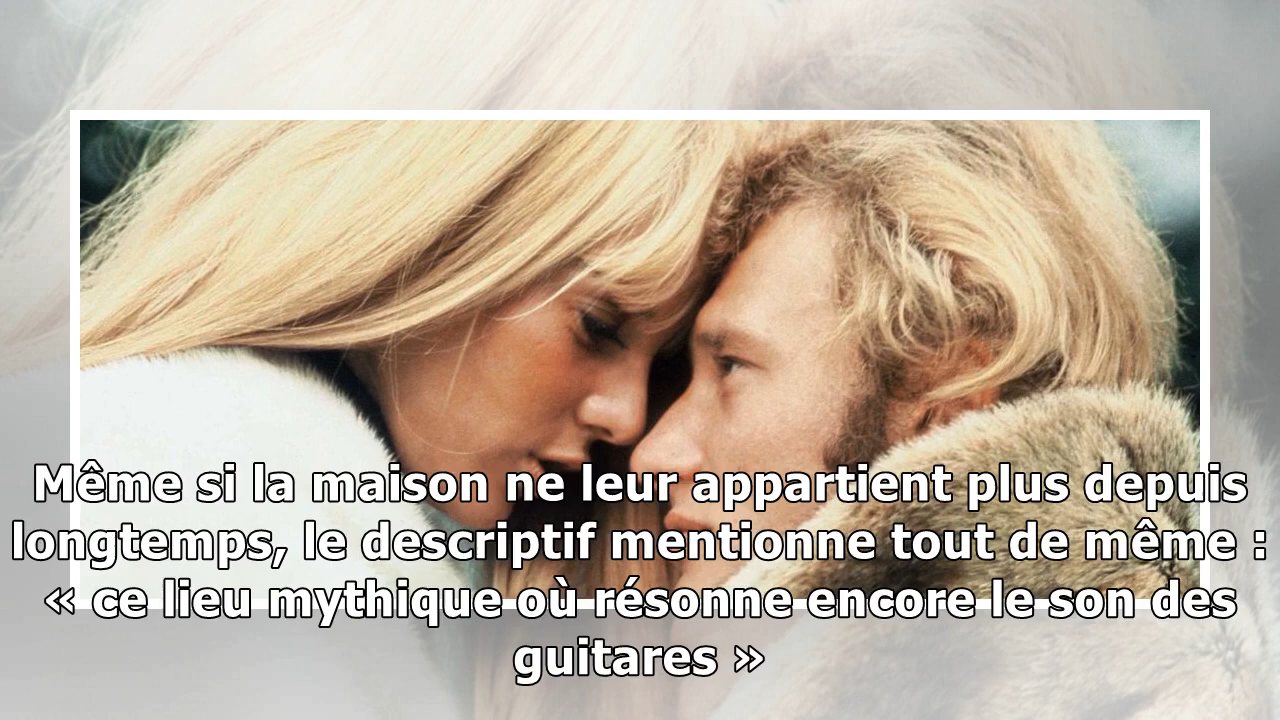 Même si la maison ne leur appartient plus depuis
longtemps, le descriptif mentionne tout de même :
« ce lieu mythique où résonne encore le son des
guitares »